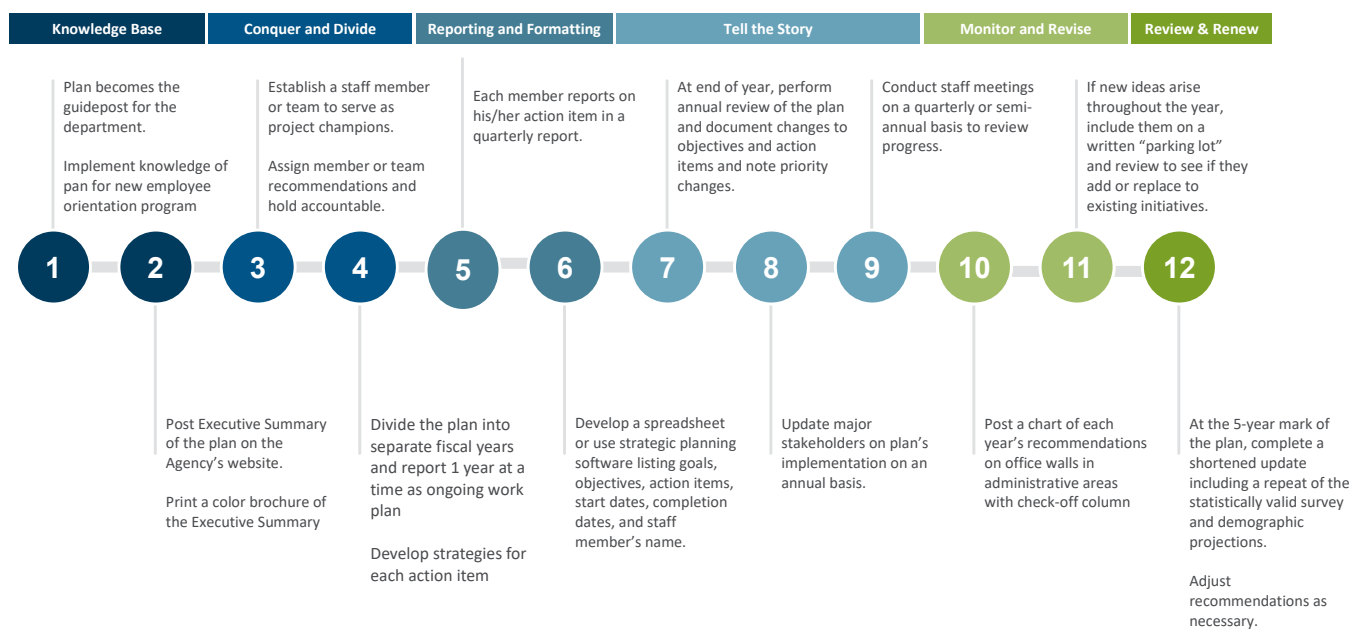 Knowledge Base
Conquer and Divide
Reporting and Formatting
Tell the Story
Monitor and Revise
Review & Renew
Plan becomes the
guidepost for the
department.
Implement knowledge of
pan for new employee
orientation program
Establish a staff member
or team to serve as
project champions.
Assign member or team
recommendations and
hold accountable.
Each member reports on
his/her action item in a
quarterly report.
At end of year, perform
annual review of the plan
and document changes to
objectives and action
items and note priority
changes.
Conduct staff meetings
on a quarterly or semi-
annual basis to review
progress.
If new ideas arise
throughout the year,
include them on a
written “parking lot”
and review to see if they
add or replace to
existing initiatives.
1
2
3
4
5
6
7
8
9
10
11
12
Post Executive Summary
of the plan on the
Agency’s website.
Print a color brochure of
the Executive Summary
Divide the plan into
separate fiscal years
and report 1 year at a
time as ongoing work
plan
Develop strategies for
each action item
Develop a spreadsheet
or use strategic planning
software listing goals,
objectives, action items,
start dates, completion
dates, and staff
member’s name.
Update major
stakeholders on plan’s
implementation on an
annual basis.
Post a chart of each
year’s recommendations
on office walls in
administrative areas
with check-off column
At the 5-year mark of
the plan, complete a
shortened update
including a repeat of the
statistically valid survey
and demographic
projections.
Adjust
recommendations as
necessary.